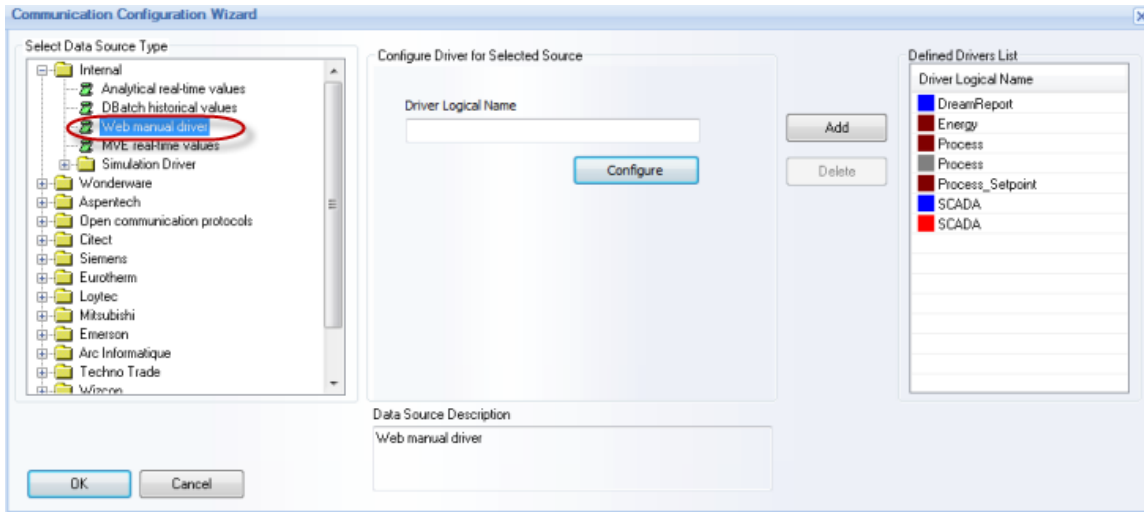 Communication Configuration Wizard
Select Data Source Type
Internal
Analytical real-time values
DBatch historical values
Web manual driver
MVE real-time values
Simulation Driver
Wonderware
Aspentech
Open communication protocols
Citect
Siemens
Eurotherm
Loytec
Mitsubishi
Emerson
Arc Informatique
Techno Trade
Wizcon
OK
Cancel
Configure Driver for Selected Source
Driver Logical Name
Configure
Data Source Description
Web manual driver
Add
Delete
Defined Drivers List
Driver Logical Name
DreamReport
Energy
Process
Process
Process_Setpoint
SCADA
SCADA